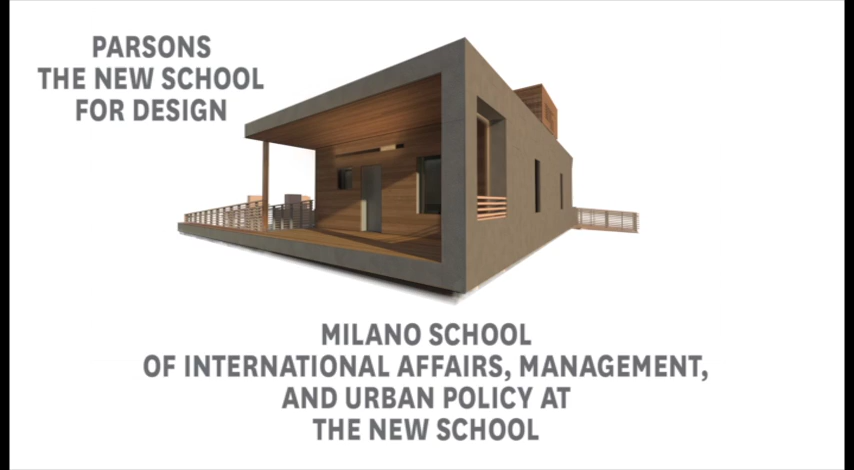 PARSONS
THE NEW SCHOOL
FOR DESIGN
MILANO SCHOOL
OF INTERNATIONAL AFFAIRS, MANAGEMENT,
AND URBAN POLICY AT
THE NEW SCHOOL